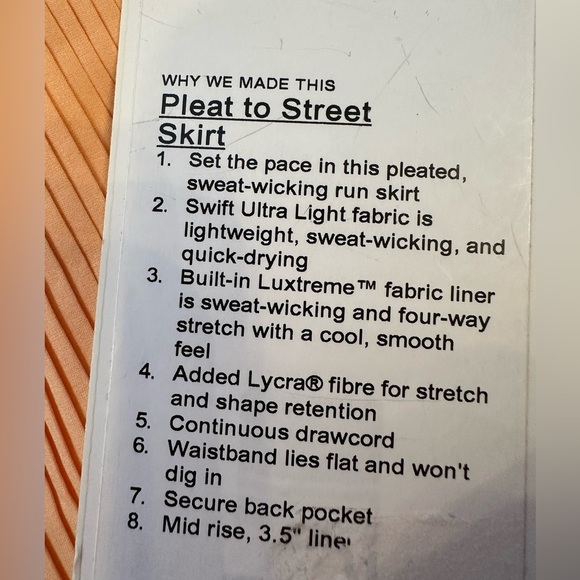 WHY WE MADE THIS
Pleat to Street
Skirt
1. Set the pace in this pleated,
sweat-wicking run skirt
2. Swift Ultra Light fabric is
lightweight, sweat-wicking, and
quick-drying
3. Built-in Luxtreme™ fabric liner
is sweat-wicking and four-way
stretch with a cool, smooth
feel
4. Added Lycra® fibre for stretch
and shape retention
5. Continuous drawcord
6. Waistband lies flat and won't
dig in
7. Secure back pocket
8. Mid rise, 3.5" liner